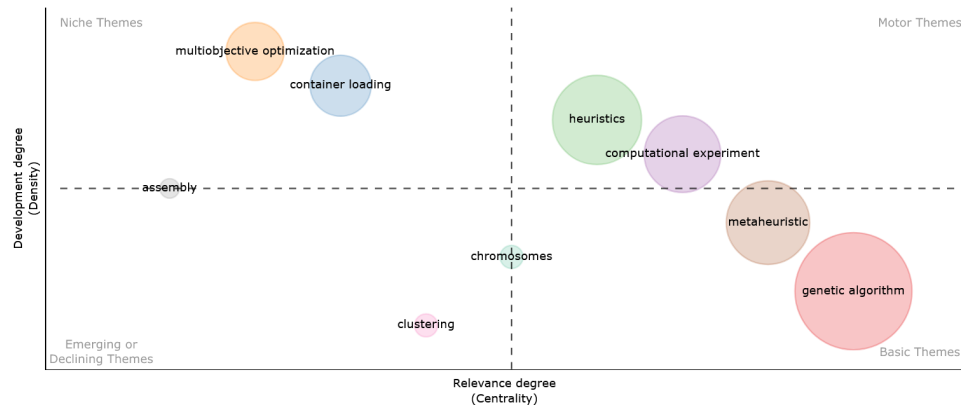 Niche Themes
Motor Themes
multiobjective optimization
container loading
heuristics
computational experiment
assembly
metaheuristic
chromosomes
genetic algorithm
clustering
Emerging or
Declining Themes
Basic Themes
Development degree
(Density)
Relevance degree
(Centrality)